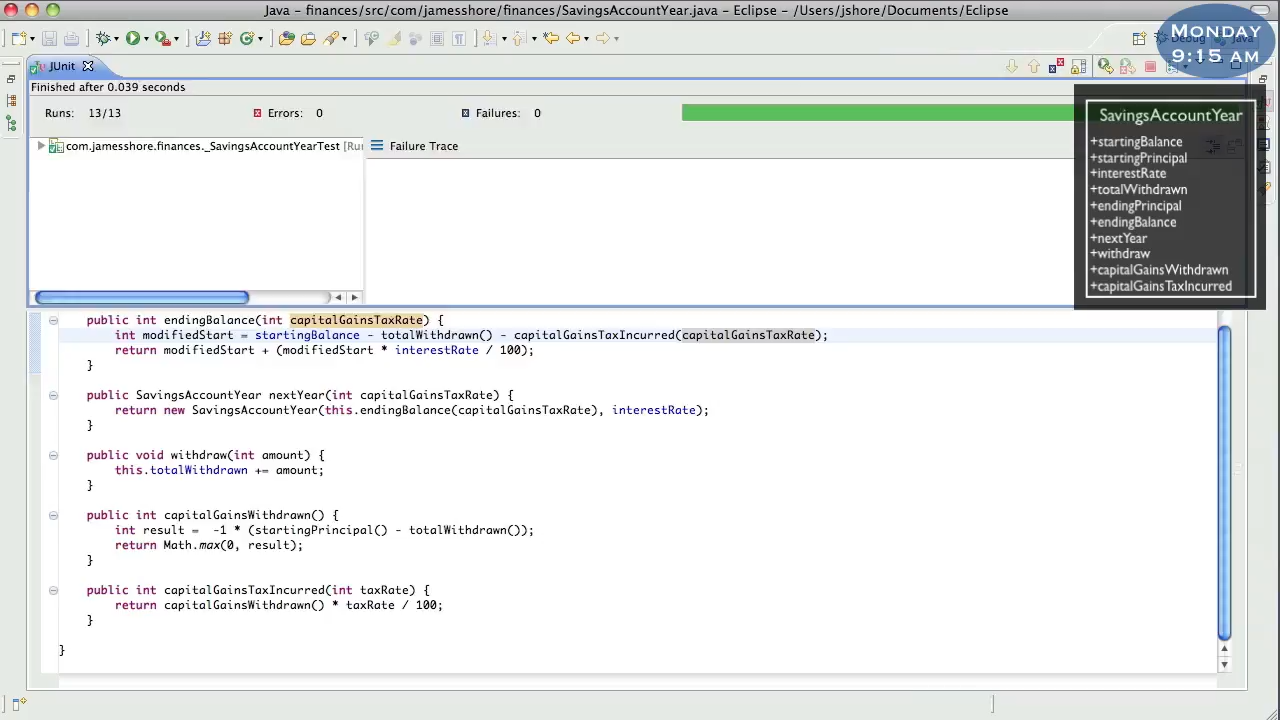 Java – finances/src/com/jamesshore/finances/SavingsAccountYear.java – Eclipse – /Users/jshore/Documents/Eclipse
MONDAY
9:15 AM
JUnit
Finished after 0.039 seconds
Runs: 13/13 Errors: 0 Failures: 0
com.jamesshore.finances._SavingsAccountYearTest [Ru
Failure Trace
SavingsAccountYear
+startingBalance
+startingPrincipal
+interestRate
+totalWithdrawn
+endingPrincipal
+endingBalance
+nextYear
+withdraw
+capitalGainsWithdrawn
+capitalGainsTaxIncurred
public int endingBalance(int capitalGainsTaxRate) {
int modifiedStart = startingBalance - totalWithdrawn() - capitalGainsTaxIncurred(capitalGainsTaxRate);
return modifiedStart + (modifiedStart * interestRate / 100);
}
public SavingsAccountYear nextYear(int capitalGainsTaxRate) {
return new SavingsAccountYear(this.endingBalance(capitalGainsTaxRate), interestRate);
}
public void withdraw(int amount) {
this.totalWithdrawn += amount;
}
public int capitalGainsWithdrawn() {
int result =  -1 * (startingPrincipal() - totalWithdrawn());
return Math.max(0, result);
}
public int capitalGainsTaxIncurred(int taxRate) {
return capitalGainsWithdrawn() * taxRate / 100;
}
}